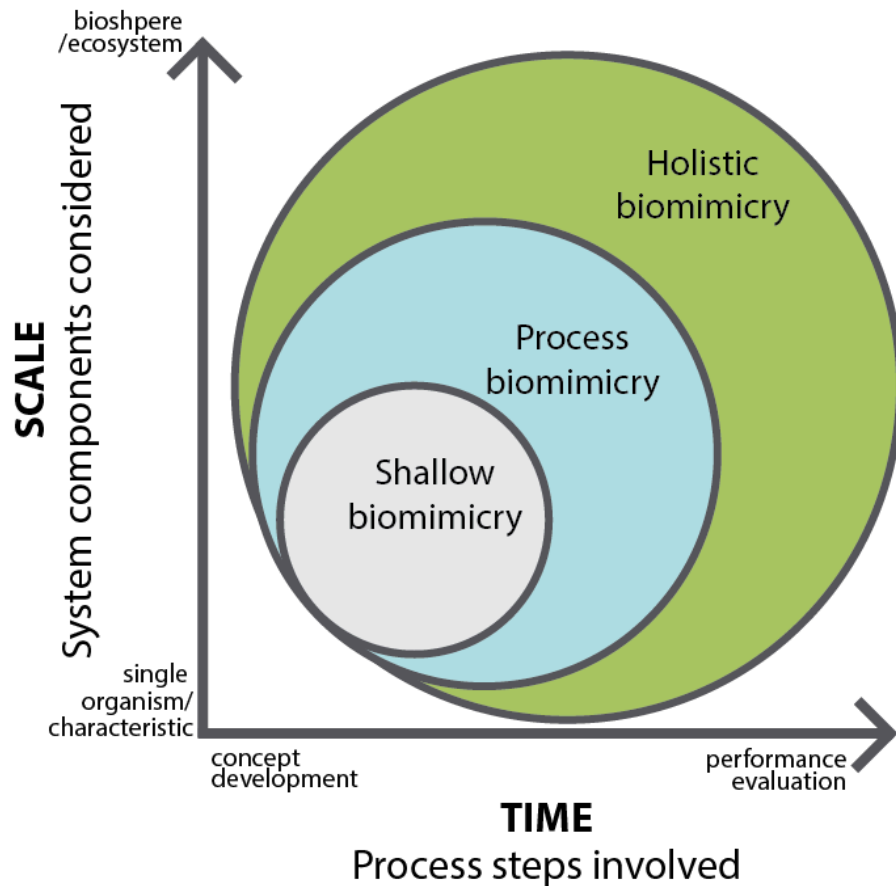 bioshpere
/ecosystem
SCALE
System components considered
Holistic
biomimicry
Process
biomimicry
Shallow
biomimicry
single
organism/
characteristic
concept
development
performance
evaluation
TIME
Process steps involved